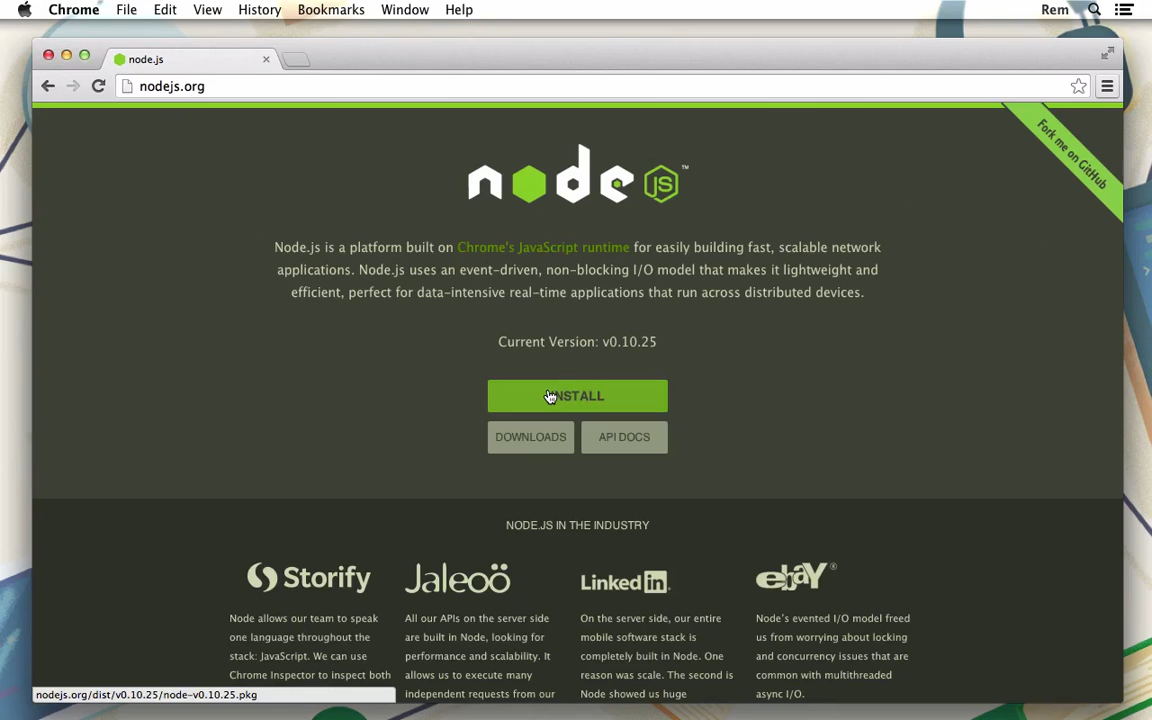 Chrome File Edit View History Bookmarks Window Help Rem
node.js
nodejs.org
Fork me on GitHub
node JS ™
Node.js is a platform built on Chrome's JavaScript runtime for easily building fast, scalable network
applications. Node.js uses an event-driven, non-blocking I/O model that makes it lightweight and
efficient, perfect for data-intensive real-time applications that run across distributed devices.
Current Version: v0.10.25
INSTALL
DOWNLOADS API DOCS
NODE.JS IN THE INDUSTRY
Storify Jaleoö Linked in ebaY ®
Node allows our team to speak
one language throughout the
stack: JavaScript. We can use
Chrome Inspector to inspect both
All our APIs on the server side
are built in Node, looking for
performance and scalability. It
allows us to execute many
independent requests from our
On the server side, our entire
mobile software stack is
completely built in Node. One
reason was scale. The second is
Node showed us huge
Node's evented I/O model freed
us from worrying about locking
and concurrency issues that are
common with multithreaded
async I/O.
nodejs.org/dist/v0.10.25/node-v0.10.25.pkg